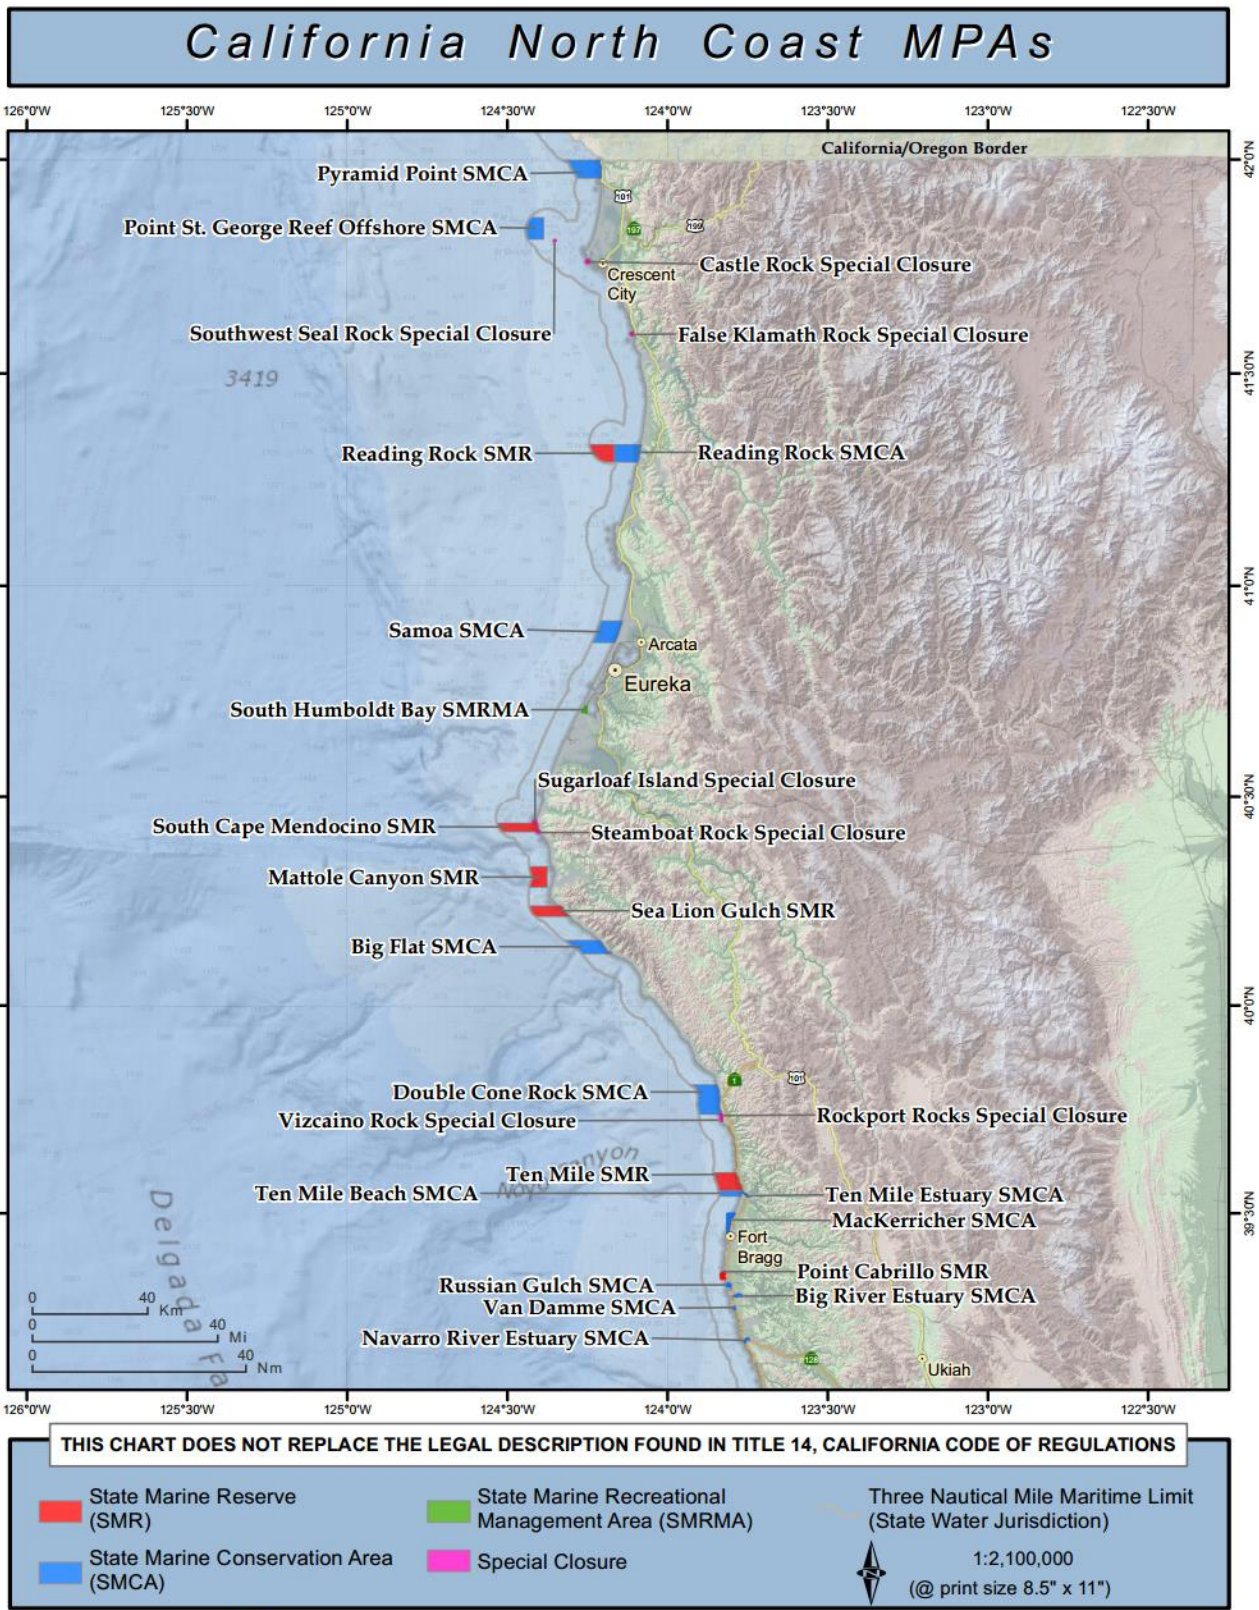 California North Coast MPAs
126°0'W 125°30'W 125°0'W 124°30'W 124°0'W 123°30'W 123°0'W 122°30'W
California/Oregon Border
42°0'N
Pyramid Point SMCA
101
Point St. George Reef Offshore SMCA
197
199
Castle Rock Special Closure
Crescent
City
Southwest Seal Rock Special Closure
False Klamath Rock Special Closure
41°30'N
3419
Reading Rock SMR
Reading Rock SMCA
41°0'N
Samoa SMCA
Arcata
Eureka
South Humboldt Bay SMRMA
Sugarloaf Island Special Closure
40°30'N
South Cape Mendocino SMR
Steamboat Rock Special Closure
Mattole Canyon SMR
Sea Lion Gulch SMR
Big Flat SMCA
40°0'N
1
101
Double Cone Rock SMCA
Rockport Rocks Special Closure
Vizcaino Rock Special Closure
Noyo Canyon
Ten Mile SMR
Ten Mile Beach SMCA
Ten Mile Estuary SMCA
39°30'N
MacKerricher SMCA
Fort
Bragg
Delgada Fa
Point Cabrillo SMR
Russian Gulch SMCA
Big River Estuary SMCA
Van Damme SMCA
Navarro River Estuary SMCA
128
Ukiah
0 40
Km
0 40
Mi
0 40
Nm
126°0'W 125°30'W 125°0'W 124°30'W 124°0'W 123°30'W 123°0'W 122°30'W
THIS CHART DOES NOT REPLACE THE LEGAL DESCRIPTION FOUND IN TITLE 14, CALIFORNIA CODE OF REGULATIONS
State Marine Reserve
(SMR)
State Marine Conservation Area
(SMCA)
State Marine Recreational
Management Area (SMRMA)
Special Closure
Three Nautical Mile Maritime Limit
(State Water Jurisdiction)
1:2,100,000
(@ print size 8.5" x 11")